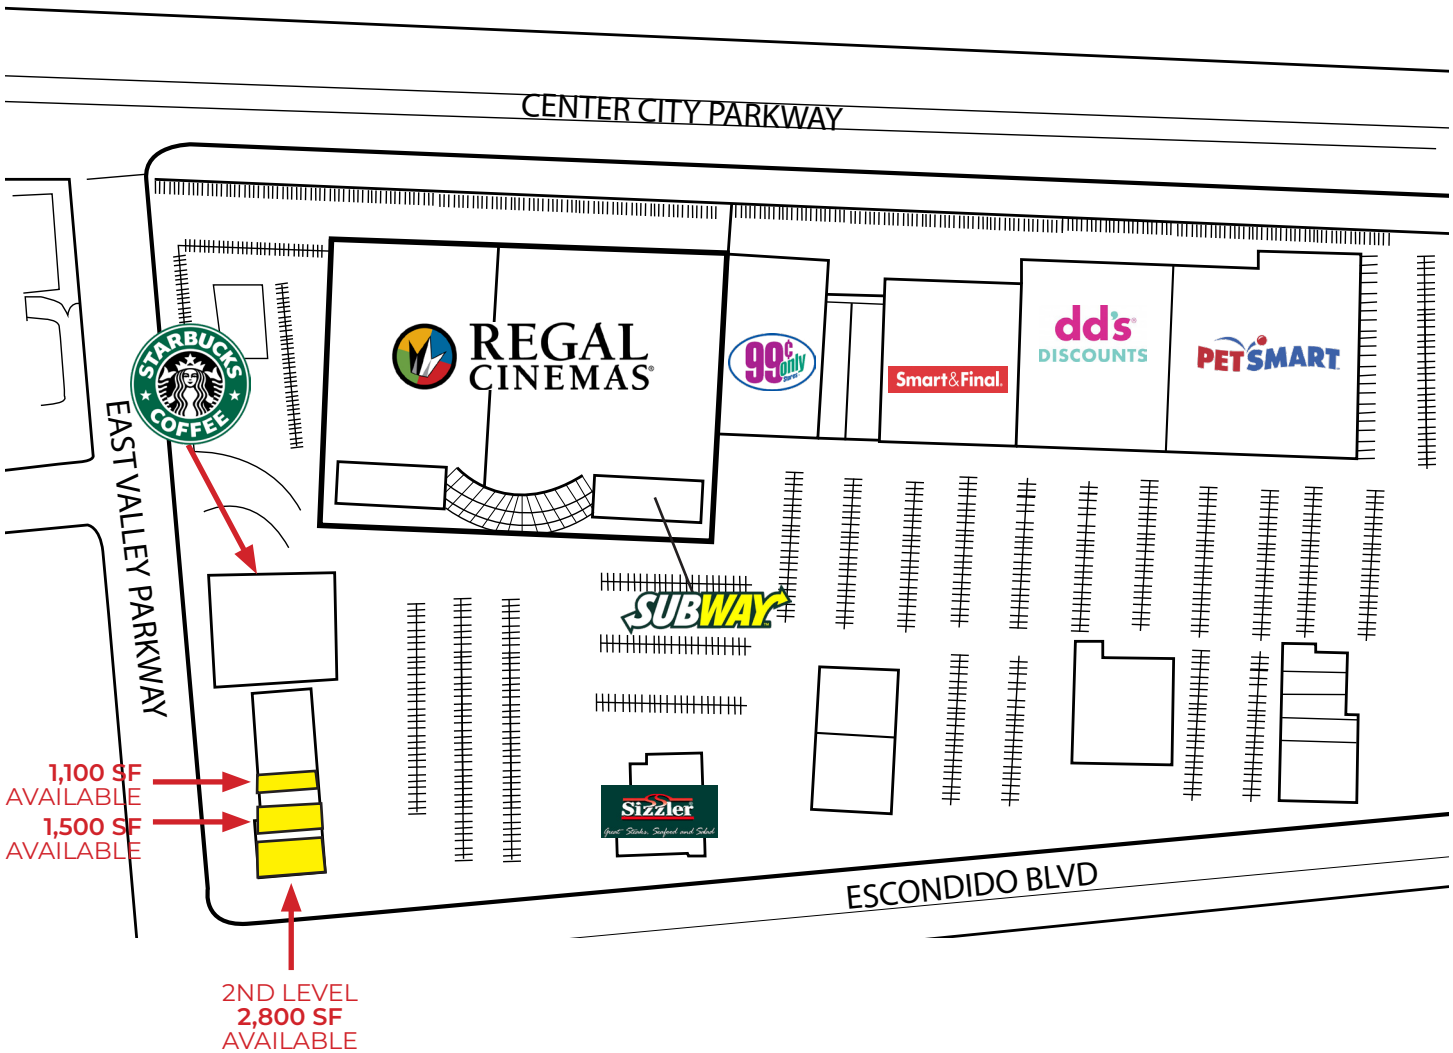 CENTER CITY PARKWAY
STARBUCKS
COFFEE
REGAL
CINEMAS®
99¢
only
Stores
Smart&Final.
dd's®
DISCOUNTS
PETSMART
EAST VALLEY PARKWAY
SUBWAY
1,100 SF
AVAILABLE
1,500 SF
AVAILABLE
Sizzler
Great Steaks, Seafood and Salad
ESCONDIDO BLVD
2ND LEVEL
2,800 SF
AVAILABLE